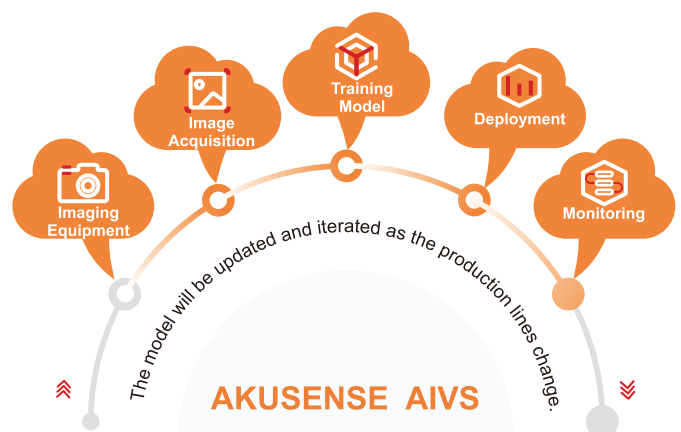 Imaging
Equipment
Image
Acquisition
Training
Model
Deployment
Monitoring
The model will be updated and iterated as the production lines change.
AKUSENSE AIVS